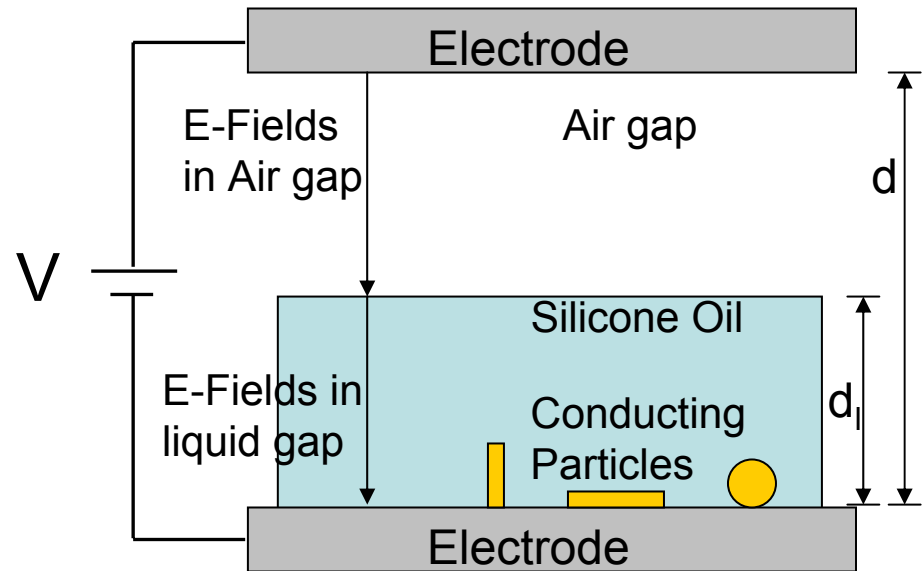 Electrode
E-Fields
in Air gap
Air gap
d
V
Silicone Oil
E-Fields in
liquid gap
Conducting
Particles
dₗ
Electrode